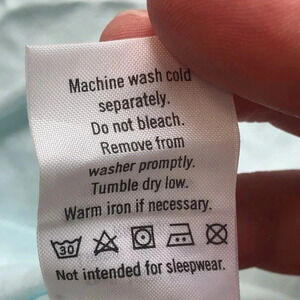 Machine wash cold
separately.
Do not bleach.
Remove from
washer promptly.
Tumble dry low.
Warm iron if necessary.
30
Not intended for sleepwear.